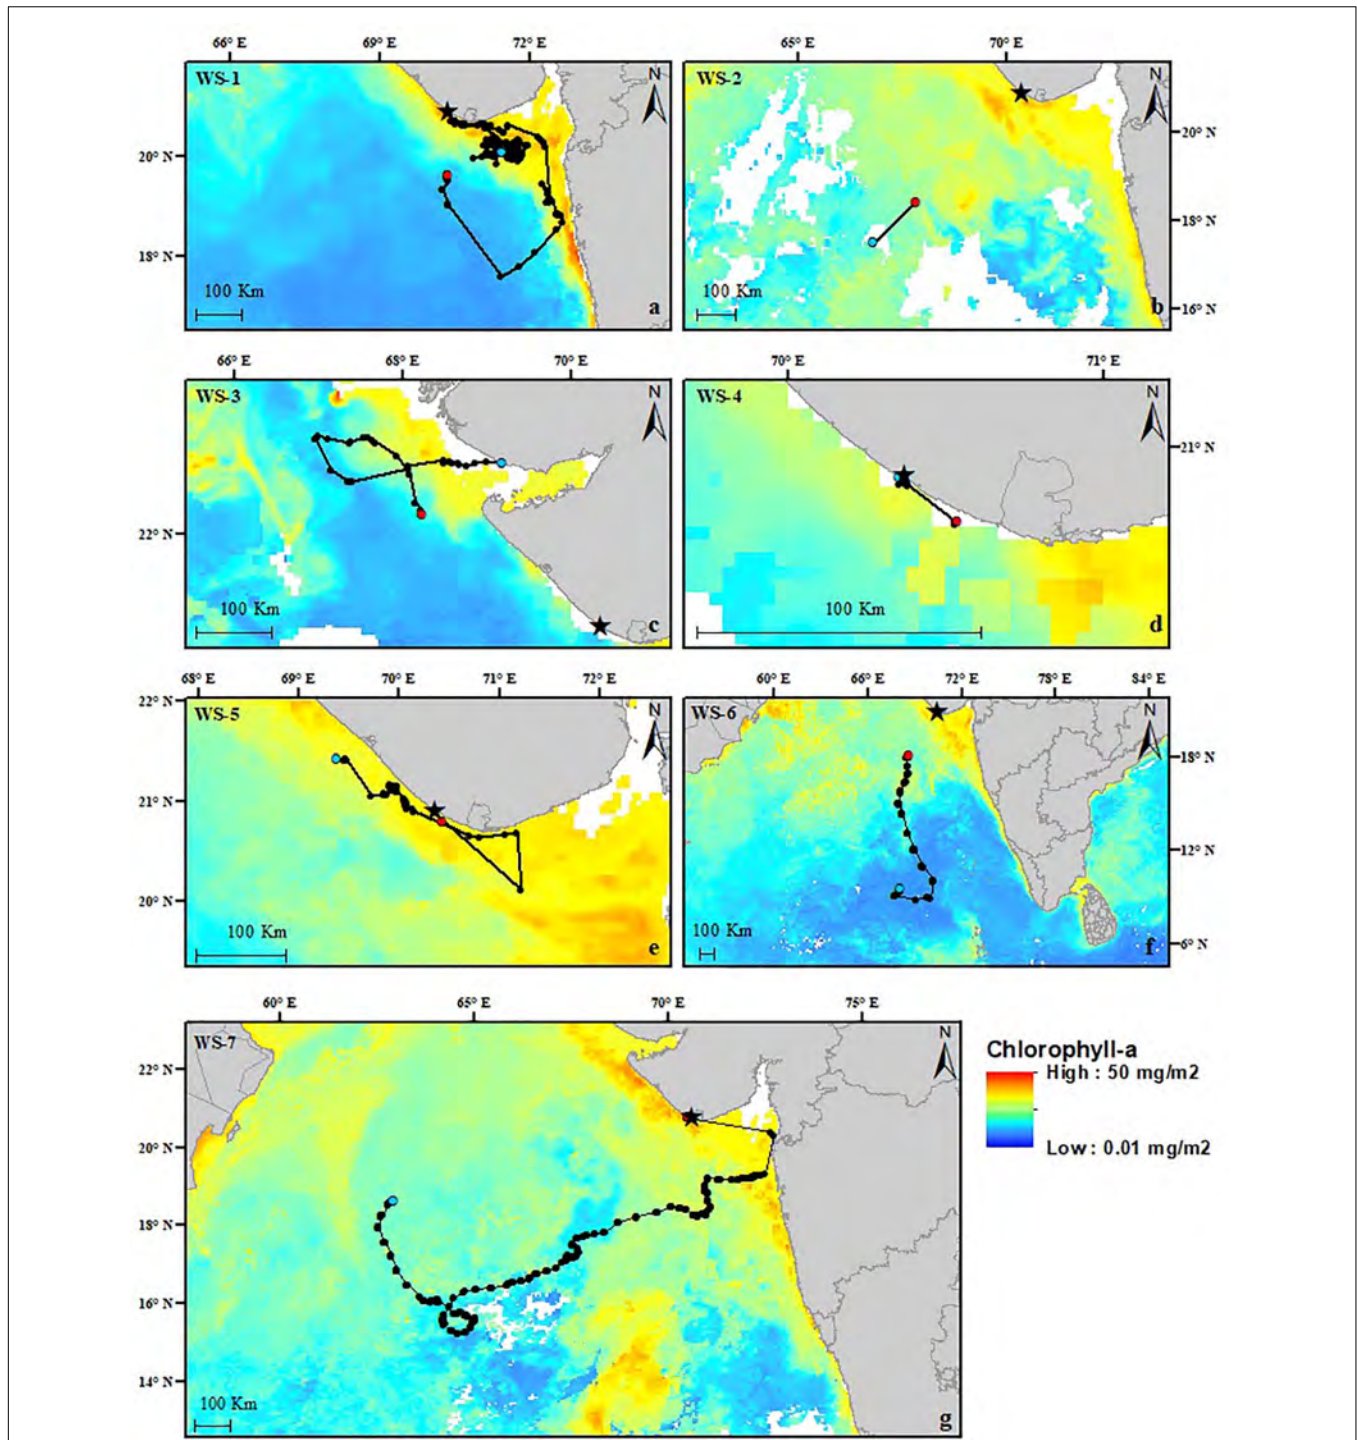 66° E 69° E 72° E
65° E 70° E
WS-1 N
WS-2 N
20° N
18° N
20° N
18° N
16° N
100 Km a
100 Km b
66° E 68° E 70° E
70° E 71° E
WS-3 N
WS-4 N
22° N
21° N
100 Km c
100 Km d
68° E 69° E 70° E 71° E 72° E
60° E 66° E 72° E 78° E 84° E
22° N
21° N
20° N
WS-5 N
WS-6 N
18° N
12° N
6° N
100 Km e
100 Km f
60° E 65° E 70° E 75° E
WS-7 N
22° N
20° N
18° N
16° N
14° N
100 Km g
Chlorophyll-a
High : 50 mg/m2
Low : 0.01 mg/m2